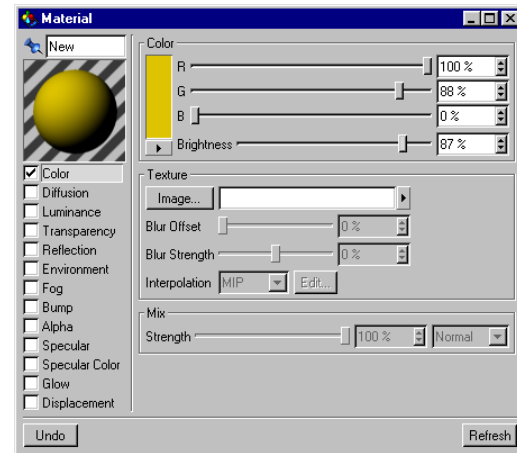 Material
New
Color
R 100 %
G 88 %
B 0 %
Brightness 87 %
Color
Diffusion
Luminance
Transparency
Reflection
Environment
Fog
Bump
Alpha
Specular
Specular Color
Glow
Displacement
Texture
Image...
Blur Offset 0 %
Blur Strength 0 %
Interpolation MIP Edit...
Mix
Strength 100 % Normal
Undo Refresh